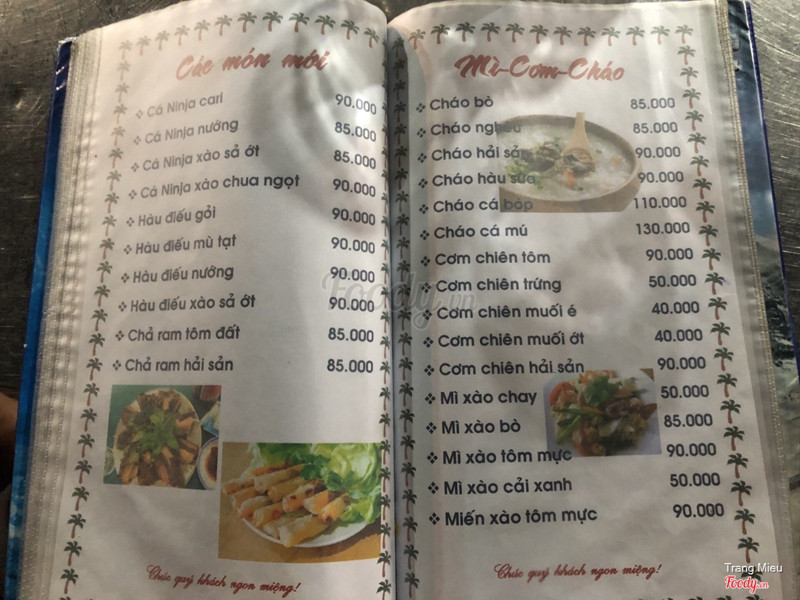 Các món mới
❖ Cá Ninja cari 90.000
❖ Cá Ninja nướng 85.000
❖ Cá Ninja xào sả ớt 85.000
❖ Cá Ninja xào chua ngọt 90.000
❖ Hàu điếu gỏi 90.000
❖ Hàu điếu mù tạt 90.000
❖ Hàu điếu nướng 90.000
❖ Hàu điếu xào sả ớt 90.000
❖ Chả ram tôm đất 85.000
❖ Chả ram hải sản 85.000
Chúc quý khách ngon miệng!
Mì-Cơm-Cháo
❖ Cháo bò 85.000
❖ Cháo nghêu 85.000
❖ Cháo hải sản 90.000
❖ Cháo hàu sữa 90.000
❖ Cháo cá bóp 110.000
❖ Cháo cá mú 130.000
❖ Cơm chiên tôm 90.000
❖ Cơm chiên trứng 50.000
❖ Cơm chiên muối é 40.000
❖ Cơm chiên muối ớt 40.000
❖ Cơm chiên hải sản 90.000
❖ Mì xào chay 50.000
❖ Mì xào bò 85.000
❖ Mì xào tôm mực 90.000
❖ Mì xào cải xanh 50.000
❖ Miến xào tôm mực 90.000
Chúc quý khách ngon miệng!
Foody.vn
Trang Mieu
Foody.vn